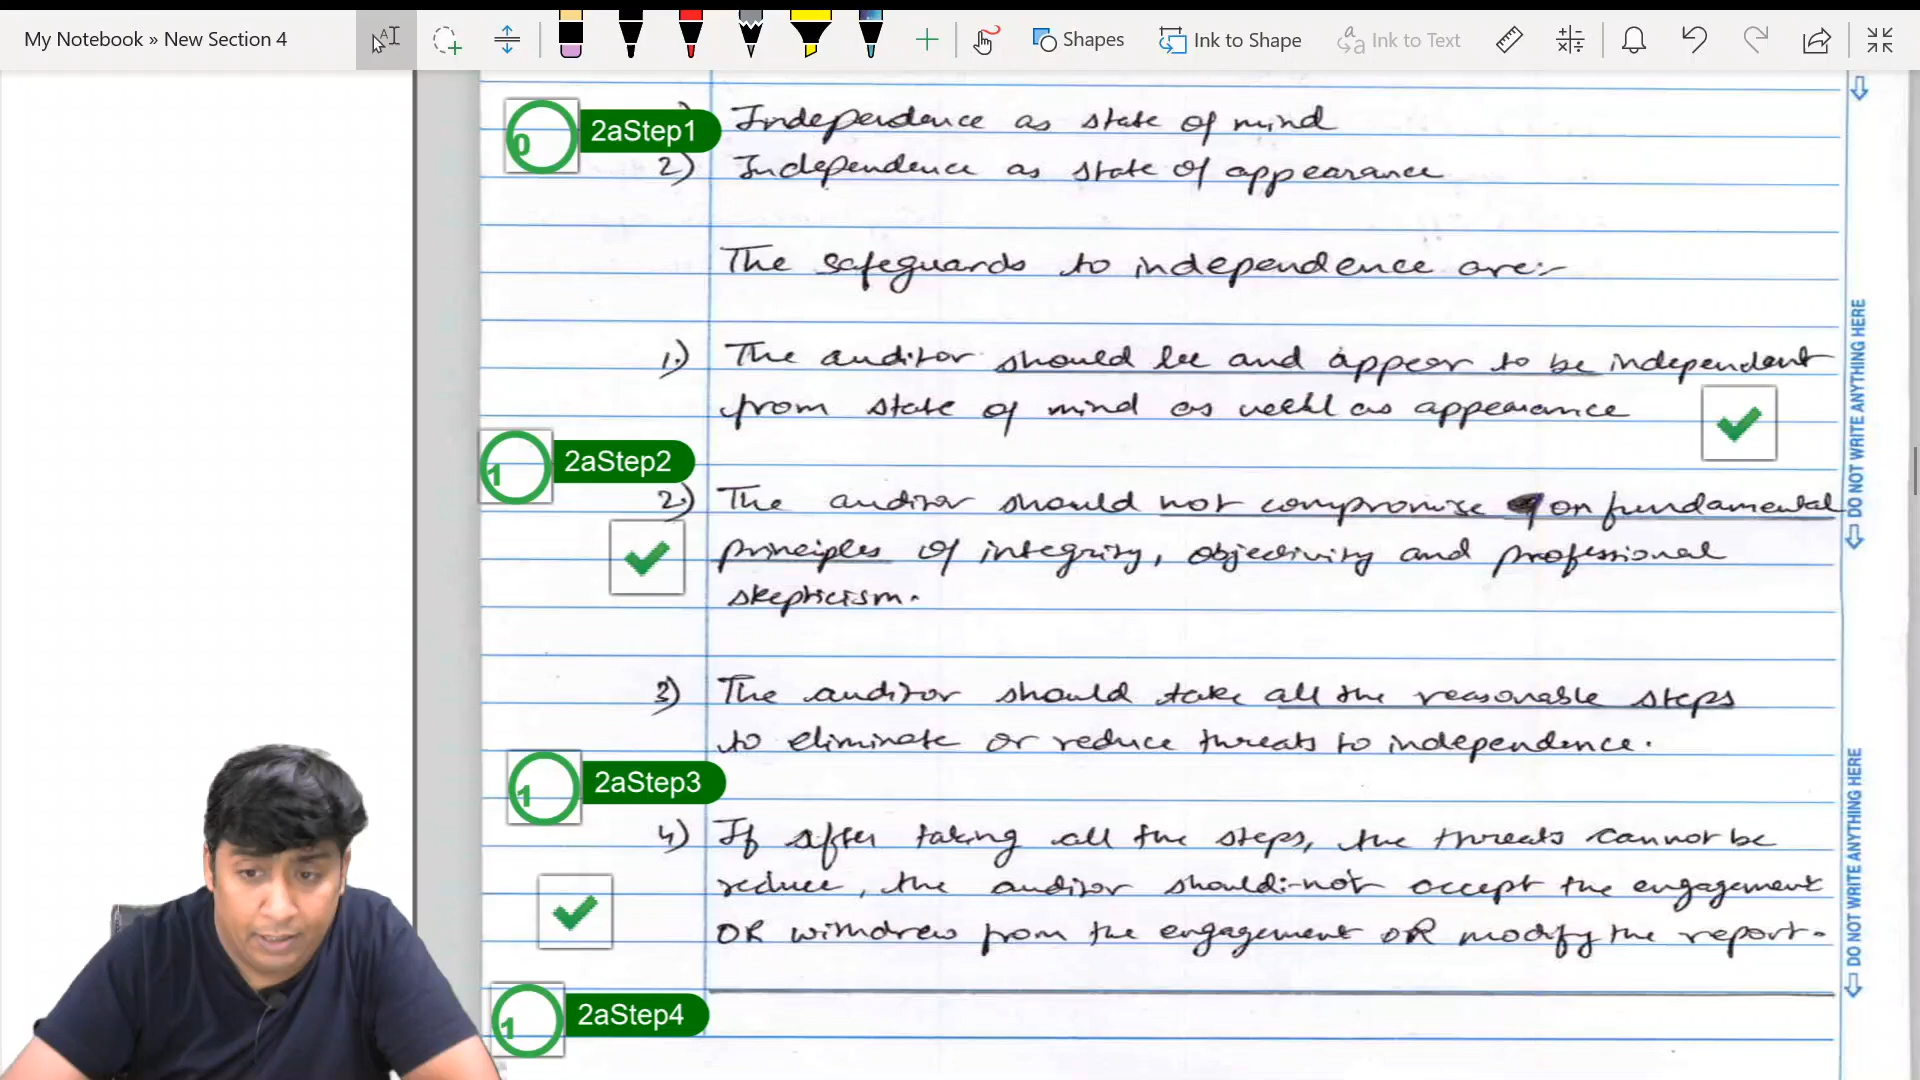 My Notebook » New Section 4
Shapes
Ink to Shape
Ink to Text
0 2aStep1
1) Independence as state of mind
2) Independence as state of appearance
The safeguards to independence are:-
1.) The auditor should be and appear to be independent
from state of mind as well as appearance
1 2aStep2
2.) The auditor should not compromise on fundamental
principles of integrity, objectivity and professional
skepticism.
3) The auditor should take all the reasonable steps
to eliminate or reduce threats to independence.
1 2aStep3
4) If after taking all the steps, the threats cannot be
reduce, the auditor should:-not accept the engagement
OR withdrew from the engagement OR modify the report.
1 2aStep4
DO NOT WRITE ANYTHING HERE
DO NOT WRITE ANYTHING HERE